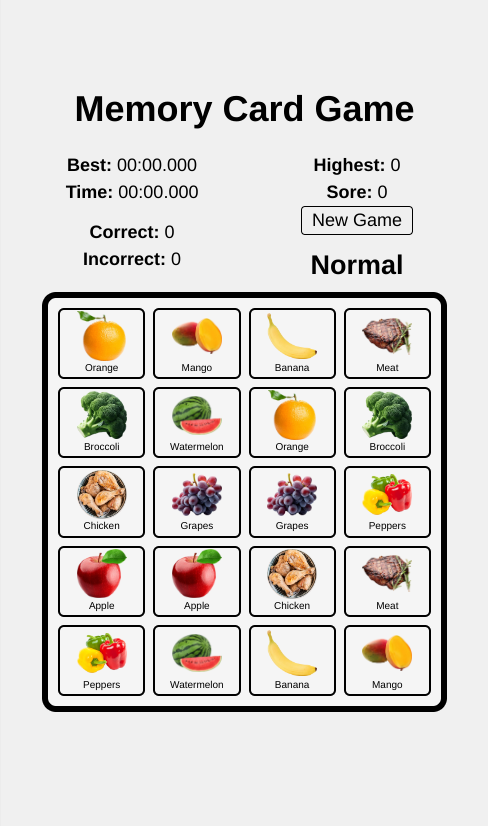 Memory Card Game
Best: 00:00.000
Time: 00:00.000
Correct: 0
Incorrect: 0
Highest: 0
Sore: 0
New Game
Normal
Orange
Mango
Banana
Meat
Broccoli
Watermelon
Orange
Broccoli
Chicken
Grapes
Grapes
Peppers
Apple
Apple
Chicken
Meat
Peppers
Watermelon
Banana
Mango